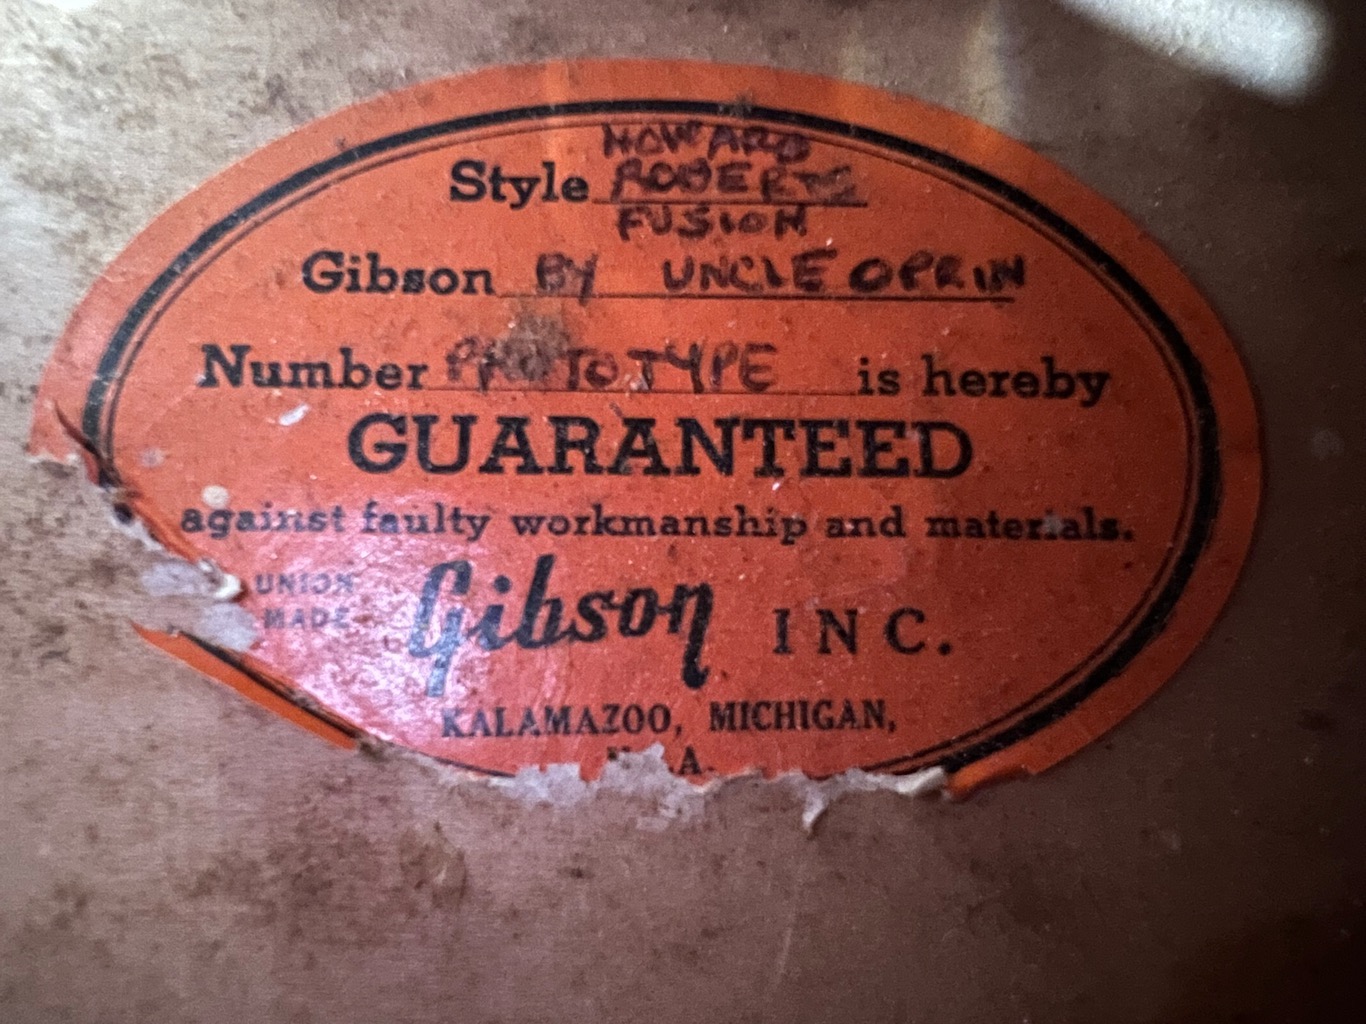 HOWARD
Style ROBERTS
FUSION
Gibson BY UNCLE OPRIN
Number PROTOTYPE is hereby
GUARANTEED
against faulty workmanship and materials.
UNION
MADE
Gibson INC.
KALAMAZOO, MICHIGAN,